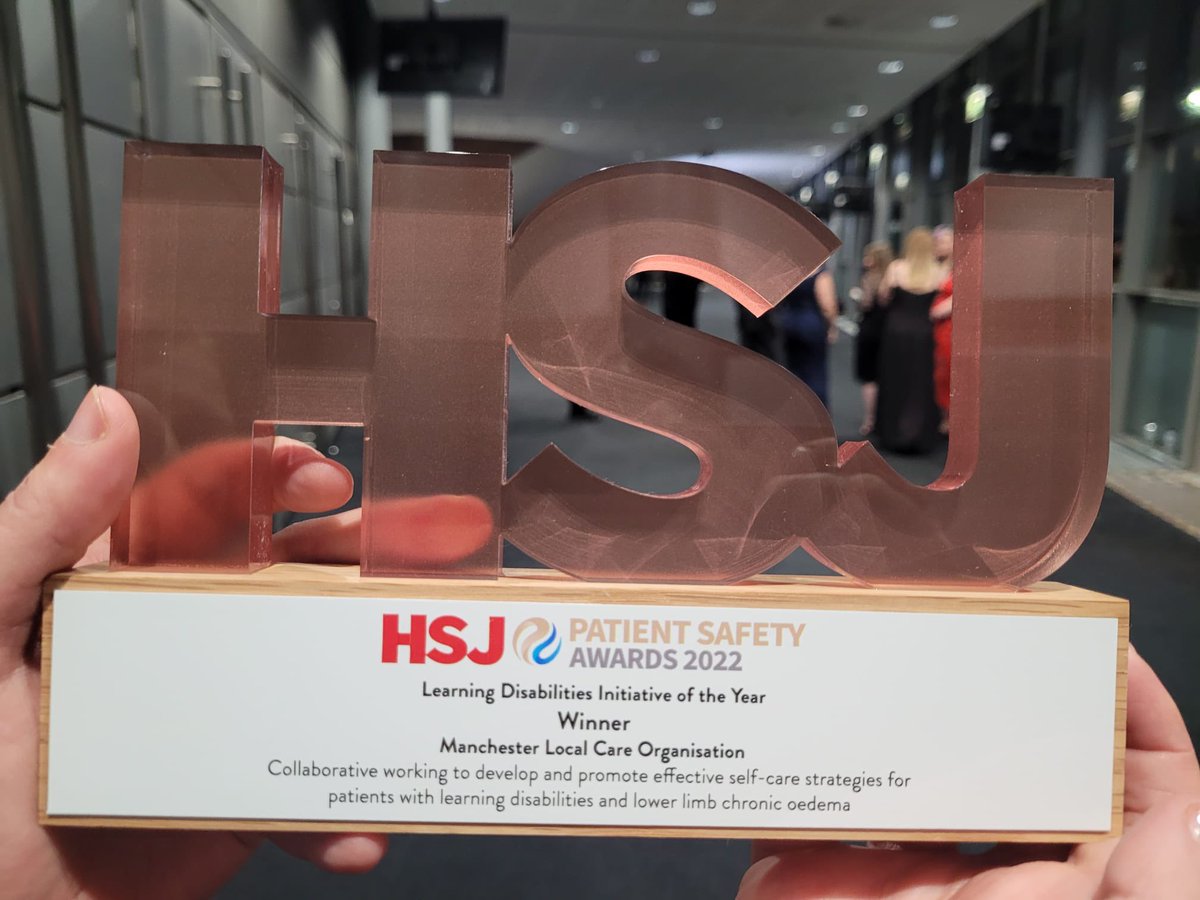 HSJ
HSJ PATIENT SAFETY
AWARDS 2022
Learning Disabilities Initiative of the Year
Winner
Manchester Local Care Organisation
Collaborative working to develop and promote effective self-care strategies for
patients with learning disabilities and lower limb chronic oedema